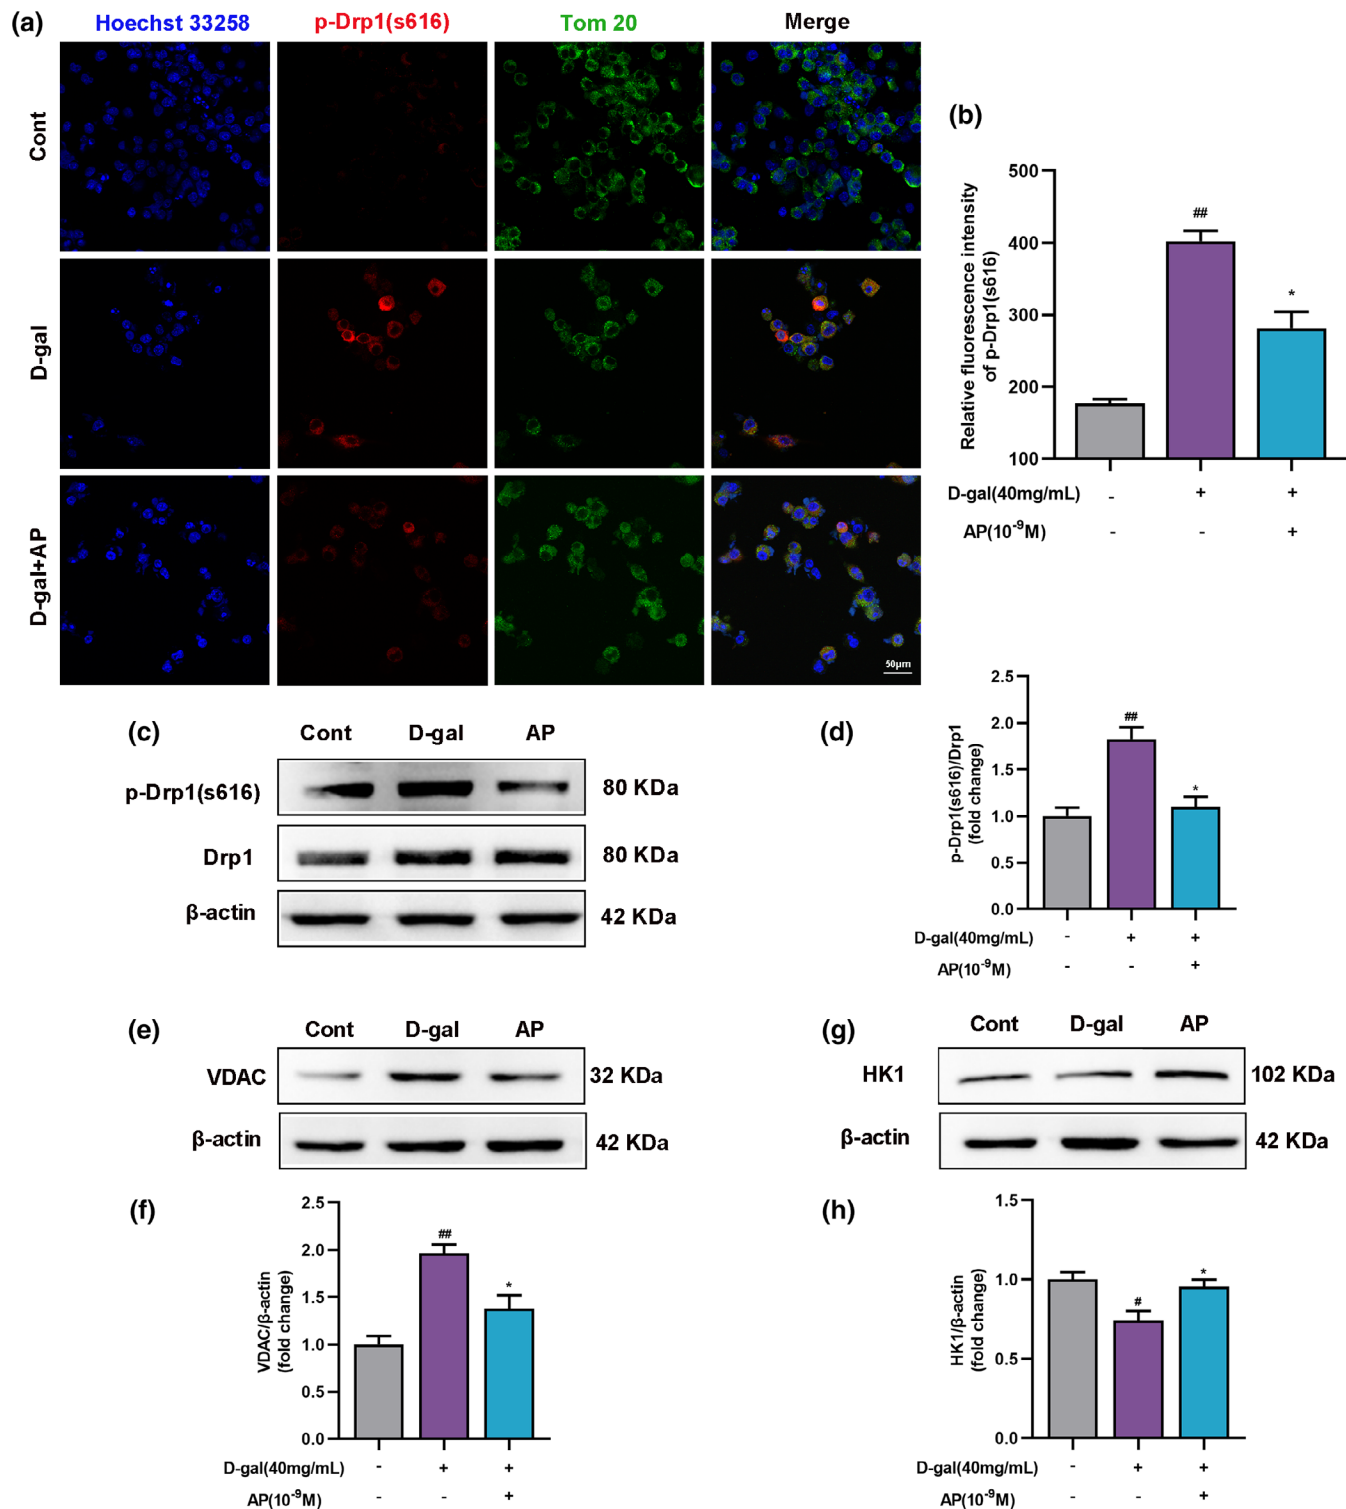 (a)
Hoechst 33258 p-Drp1(s616) Tom 20 Merge
Cont
D-gal
D-gal+AP
50μm
(b)
Relative fluorescence intensity
of p-Drp1(s616)
500
400
300
200
100
##
*
D-gal(40mg/mL) - + +
AP(10⁻⁹M) - - +
(c)
Cont D-gal AP
p-Drp1(s616) 80 KDa
Drp1 80 KDa
β-actin 42 KDa
(d)
p-Drp1(s616)/Drp1
(fold change)
2.5
2.0
1.5
1.0
0.5
0.0
##
*
D-gal(40mg/mL) - + +
AP(10⁻⁹M) - - +
(e)
Cont D-gal AP
VDAC 32 KDa
β-actin 42 KDa
(f)
VDAC/β-actin
(fold change)
2.5
2.0
1.5
1.0
0.5
0.0
##
*
D-gal(40mg/mL) - + +
AP(10⁻⁹M) - - +
(g)
Cont D-gal AP
HK1 102 KDa
β-actin 42 KDa
(h)
HK1/β-actin
(fold change)
1.5
1.0
0.5
0.0
#
*
D-gal(40mg/mL) - + +
AP(10⁻⁹M) - - +